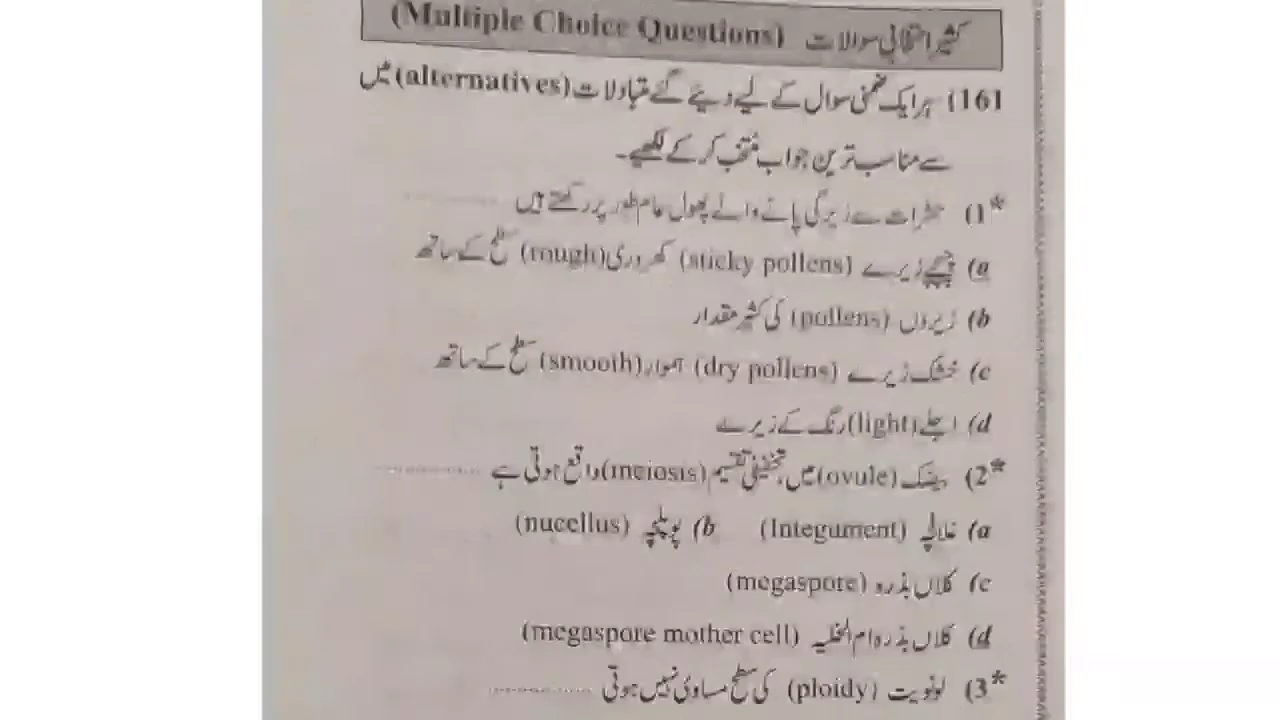 کثیر انتخابی سوالات (Multiple Choice Questions)
161) ہر ایک ضمنی سوال کے لیے دیئے گئے متبادلات (alternatives) میں
سے مناسب ترین جواب منتخب کر کے لکھیے۔
*1) حشرات سے زیرگی پانے والے پھول عام طور پر رکھتے ہیں ............
a) چپچپے زیرے (sticky pollens) کھردری (rough) سطح کے ساتھ
b) زیروں (pollens) کی کثیر مقدار
c) خشک زیرے (dry pollens) ہموار (smooth) سطح کے ساتھ
d) اجلے (light) رنگ کے زیرے
*2) بیضک (ovule) میں، تخفیفی تقسیم (meiosis) واقع ہوتی ہے ............
a) غلافچہ (Integument) b) پوپلچہ (nucellus)
c) کلاں بذرہ (megaspore)
d) کلاں بذرہ ام الخلیہ (megaspore mother cell)
*3) لونویت (ploidy) کی سطح مساوی نہیں ہوتی ............